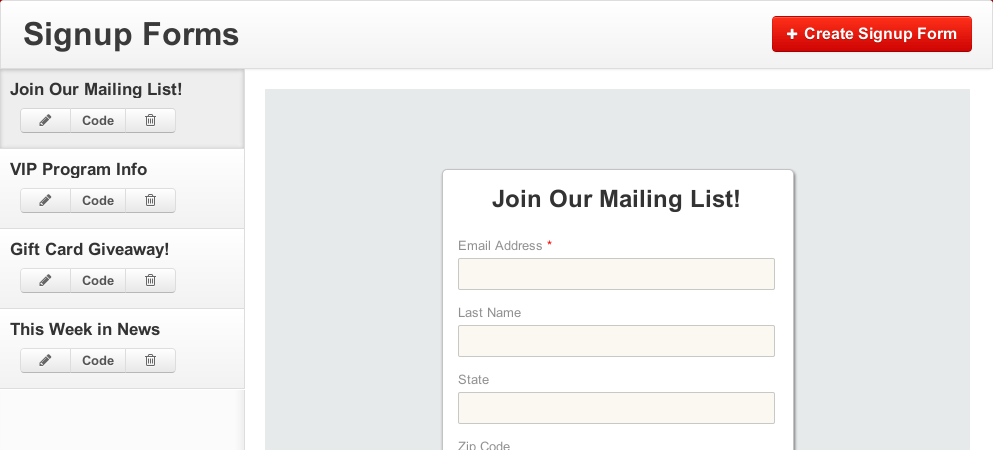 Signup Forms
+ Create Signup Form
Join Our Mailing List!
Code
VIP Program Info
Code
Gift Card Giveaway!
Code
This Week in News
Code
Join Our Mailing List!
Email Address *
Last Name
State
Zip Code